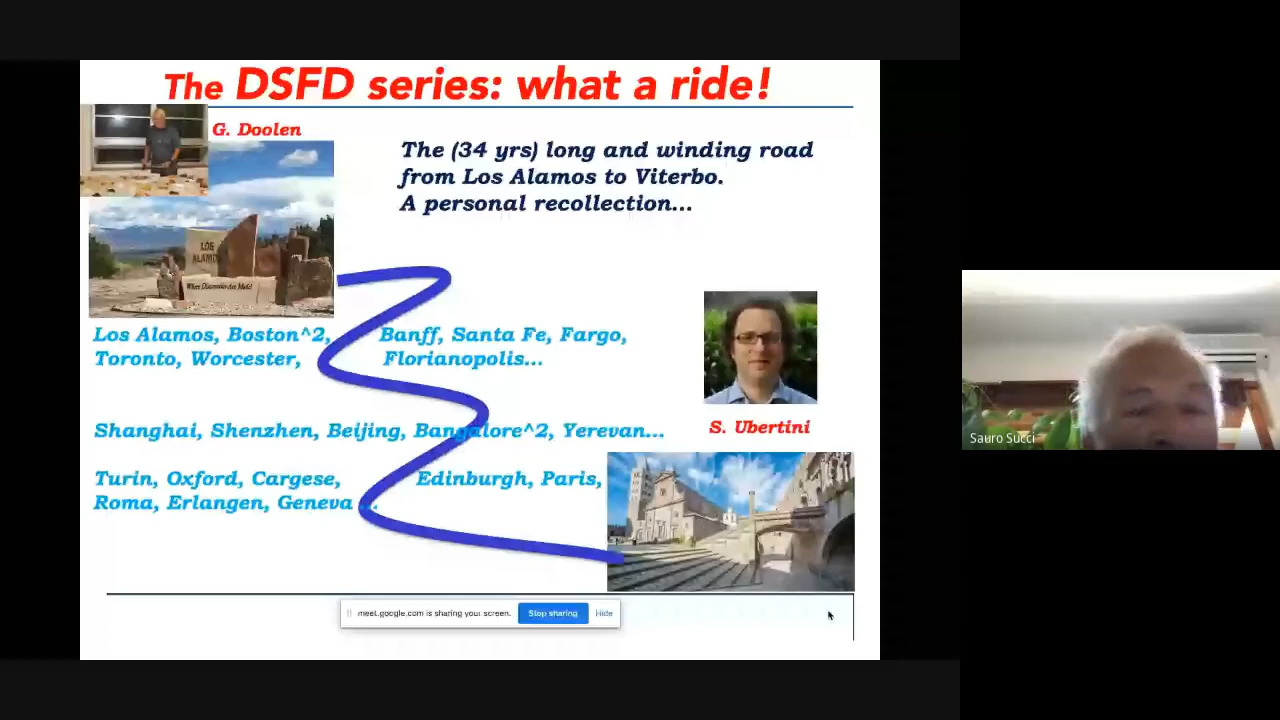 The DSFD series: what a ride!
G. Doolen
The (34 yrs) long and winding road
from Los Alamos to Viterbo.
A personal recollection...
LOS
ALAMOS
Where Discoveries Are Made!
Los Alamos, Boston^2,
Toronto, Worcester,
Banff, Santa Fe, Fargo,
Florianopolis...
Shanghai, Shenzhen, Beijing, Bangalore^2, Yerevan...
S. Ubertini
Turin, Oxford, Cargese,
Roma, Erlangen, Geneva ...
Edinburgh, Paris,
meet.google.com is sharing your screen.
Stop sharing
Hide
Sauro Succi